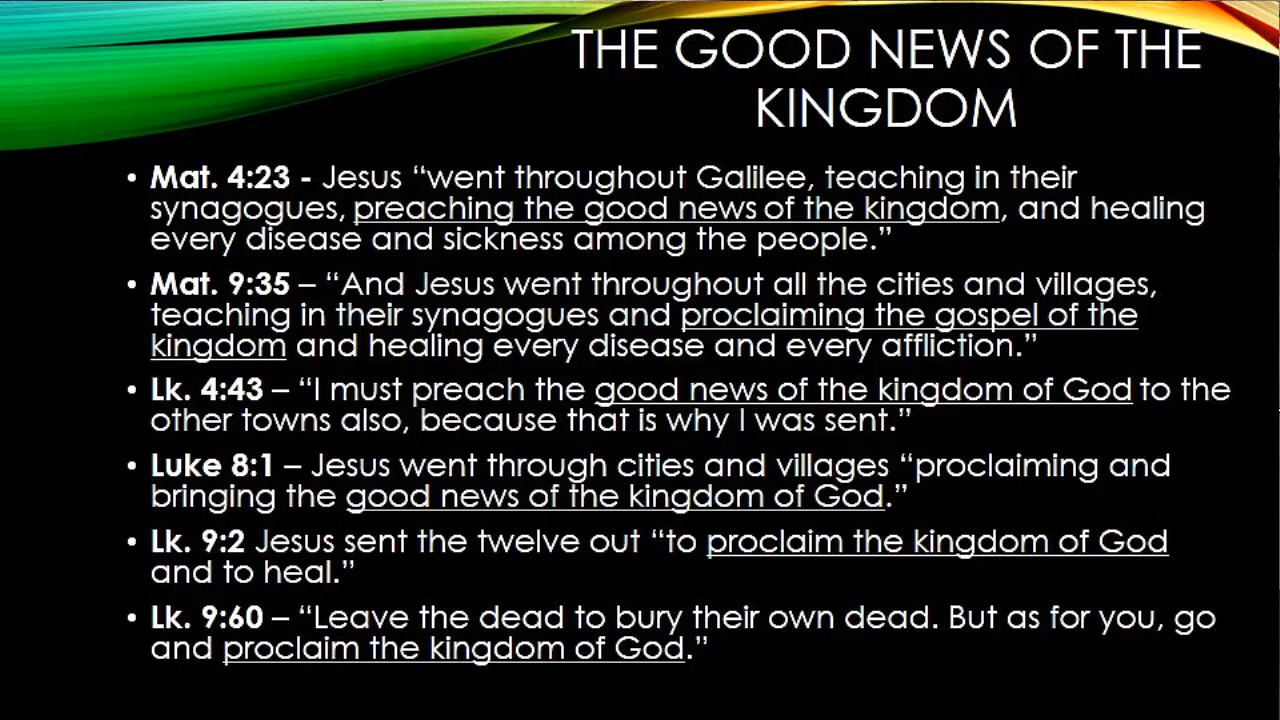 THE GOOD NEWS OF THE
KINGDOM
• Mat. 4:23 - Jesus “went throughout Galilee, teaching in their
synagogues, preaching the good news of the kingdom, and healing
every disease and sickness among the people.”
• Mat. 9:35 – “And Jesus went throughout all the cities and villages,
teaching in their synagogues and proclaiming the gospel of the
kingdom and healing every disease and every affliction.”
• Lk. 4:43 – “I must preach the good news of the kingdom of God to the
other towns also, because that is why I was sent.”
• Luke 8:1 – Jesus went through cities and villages “proclaiming and
bringing the good news of the kingdom of God.”
• Lk. 9:2 Jesus sent the twelve out “to proclaim the kingdom of God
and to heal.”
• Lk. 9:60 – “Leave the dead to bury their own dead. But as for you, go
and proclaim the kingdom of God.”